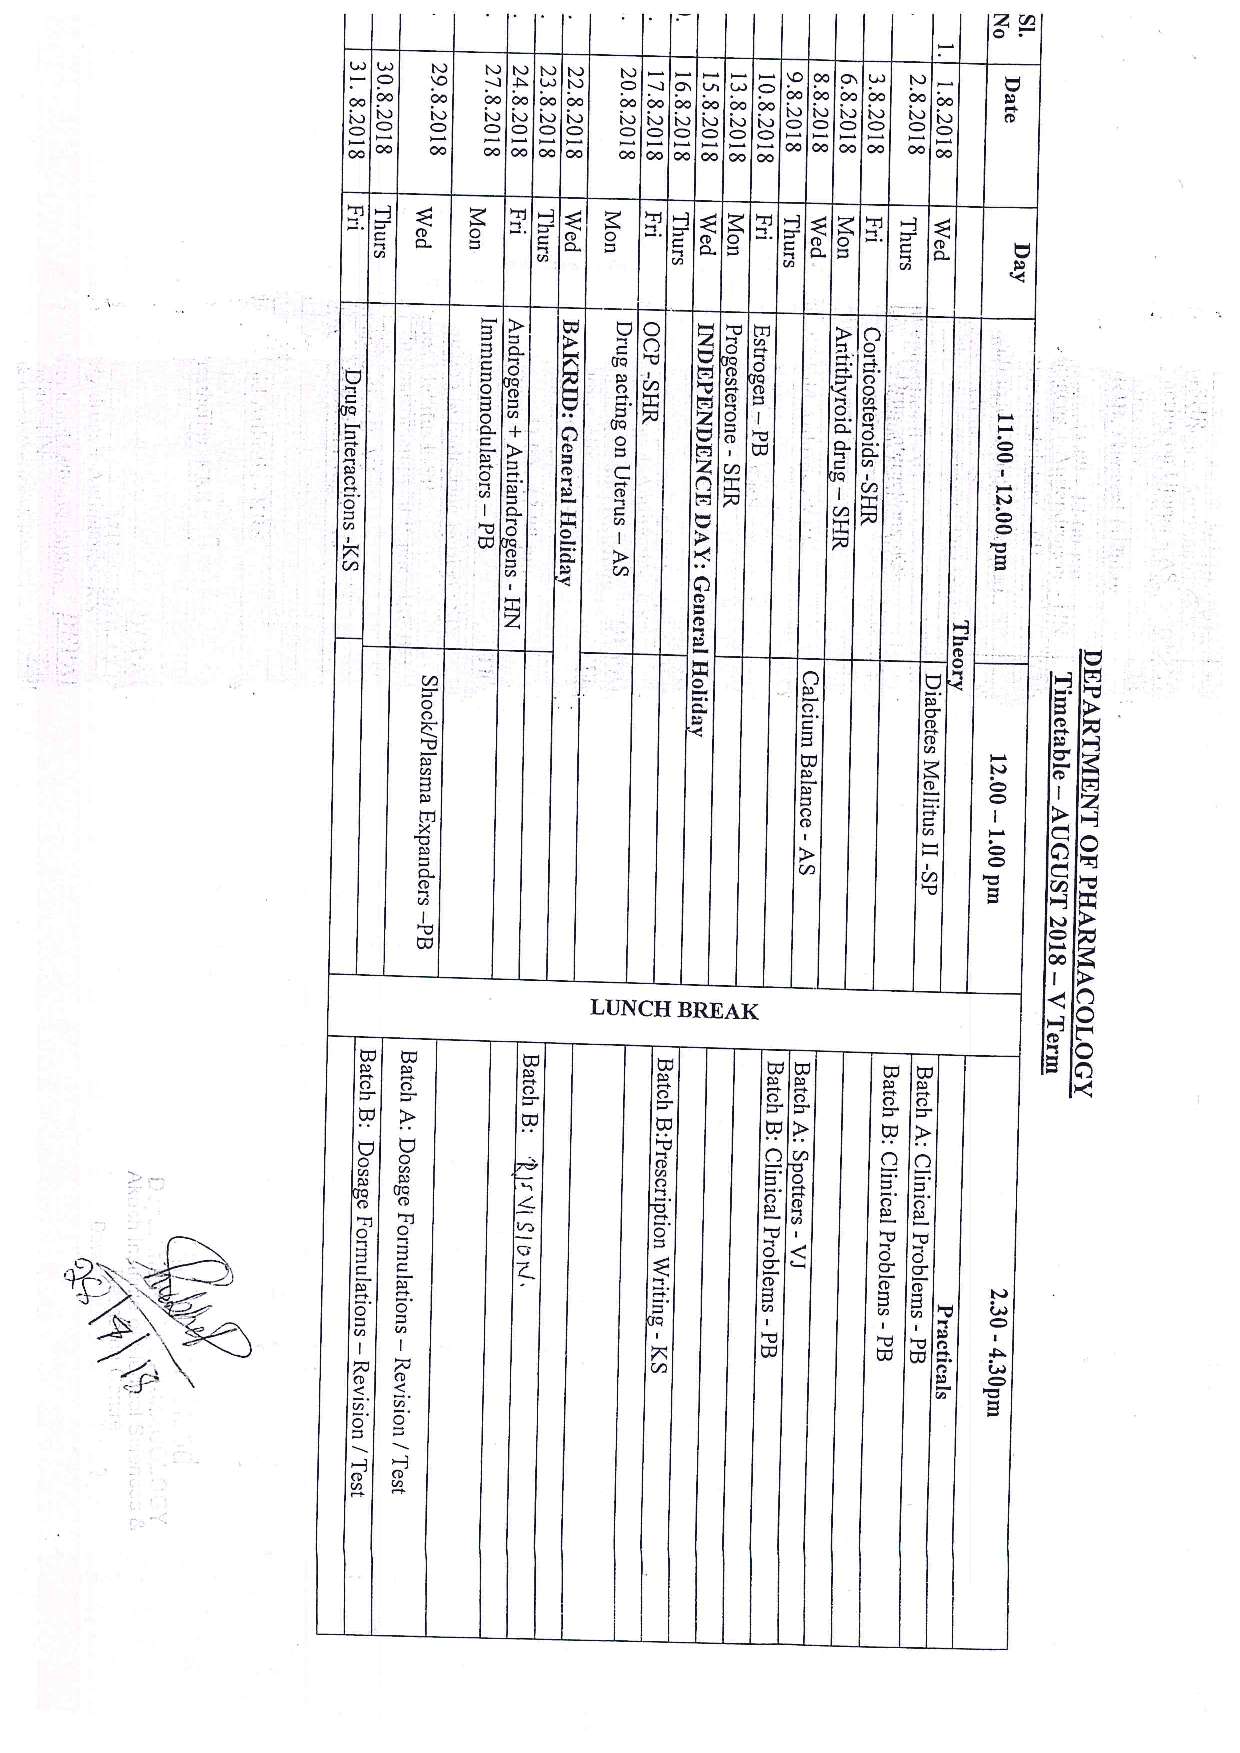 DEPARTMENT OF PHARMACOLOGY
Timetable – AUGUST 2018 – V Term
Sl. No Date Day 11.00 - 12.00 pm 12.00 – 1.00 pm 2.30 - 4.30pm
Theory Practicals
LUNCH BREAK
1. 1.8.2018 Wed Diabetes Mellitus II -SP
2.8.2018 Thurs Batch A: Clinical Problems - PB
3.8.2018 Fri Corticosteroids -SHR Batch B: Clinical Problems - PB
6.8.2018 Mon Antithyroid drug – SHR
8.8.2018 Wed Calcium Balance - AS
9.8.2018 Thurs Batch A: Spotters - VJ
10.8.2018 Fri Estrogen – PB Batch B: Clinical Problems - PB
13.8.2018 Mon Progesterone - SHR
15.8.2018 Wed INDEPENDENCE DAY: General Holiday
16.8.2018 Thurs
17.8.2018 Fri OCP -SHR Batch B:Prescription Writing - KS
20.8.2018 Mon Drug acting on Uterus – AS
22.8.2018 Wed BAKRID: General Holiday
23.8.2018 Thurs
24.8.2018 Fri Androgens + Antiandrogens - HN Batch B: REVISION.
27.8.2018 Mon Immunomodulators – PB
29.8.2018 Wed Shock/Plasma Expanders –PB
30.8.2018 Thurs Batch A: Dosage Formulations – Revision / Test
31. 8.2018 Fri Drug Interactions -KS Batch B: Dosage Formulations – Revision / Test